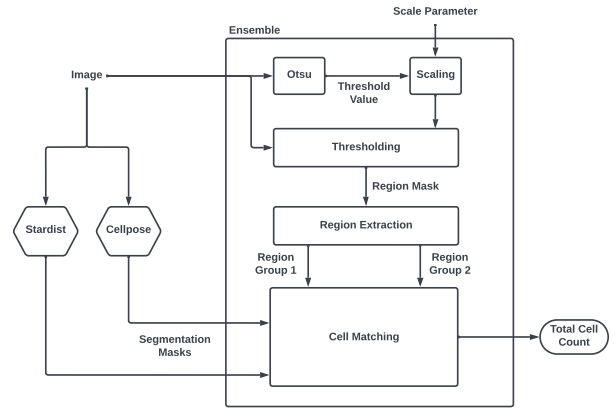 Scale Parameter
Ensemble
Image
Otsu
Scaling
Threshold
Value
Thresholding
Region Mask
Stardist
Cellpose
Region Extraction
Region
Group 1
Region
Group 2
Segmentation
Masks
Cell Matching
Total Cell
Count